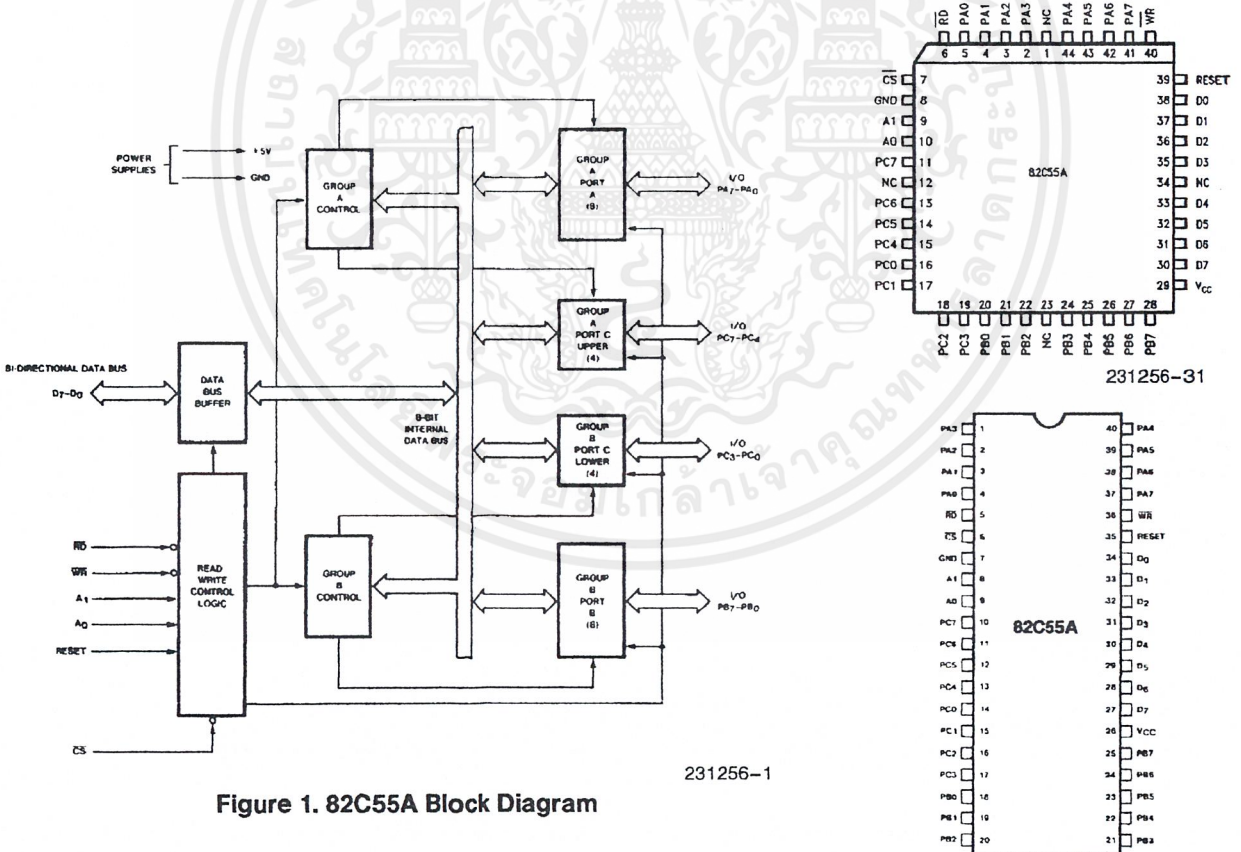 RD PA0 PA1 PA2 PA3 NC PA4 PA5 PA6 PA7 WR
6 5 4 3 2 1 44 43 42 41 40
CS 7
GND 8
A1 9
A0 10
PC7 11
NC 12
PC6 13
PC5 14
PC4 15
PC0 16
PC1 17
82C55A
39 RESET
38 D0
37 D1
36 D2
35 D3
34 NC
33 D4
32 D5
31 D6
30 D7
29 VCC
18 19 20 21 22 23 24 25 26 27 28
PC2 PC3 PB0 PB1 PB2 NC PB3 PB4 PB5 PB6 PB7
231256-31
POWER
SUPPLIES
+5V
GND
GROUP
A
CONTROL
GROUP
A
PORT
A
(8)
I/O
PA7-PA0
GROUP
A
PORT C
UPPER
(4)
I/O
PC7-PC4
BI-DIRECTIONAL DATA BUS
D7-D0
DATA
BUS
BUFFER
8-BIT
INTERNAL
DATA BUS
GROUP
B
PORT C
LOWER
(4)
I/O
PC3-PC0
RD
WR
A1
A0
RESET
CS
READ
WRITE
CONTROL
LOGIC
GROUP
B
CONTROL
GROUP
B
PORT
B
(8)
I/O
PB7-PB0
231256-1
Figure 1. 82C55A Block Diagram
PA3 1
PA2 2
PA1 3
PA0 4
RD 5
CS 6
GND 7
A1 8
A0 9
PC7 10
PC6 11
PC5 12
PC4 13
PC0 14
PC1 15
PC2 16
PC3 17
PB0 18
PB1 19
PB2 20
82C55A
40 PA4
39 PA5
38 PA6
37 PA7
36 WR
35 RESET
34 D0
33 D1
32 D2
31 D3
30 D4
29 D5
28 D6
27 D7
26 VCC
25 PB7
24 PB6
23 PB5
22 PB4
21 PB3